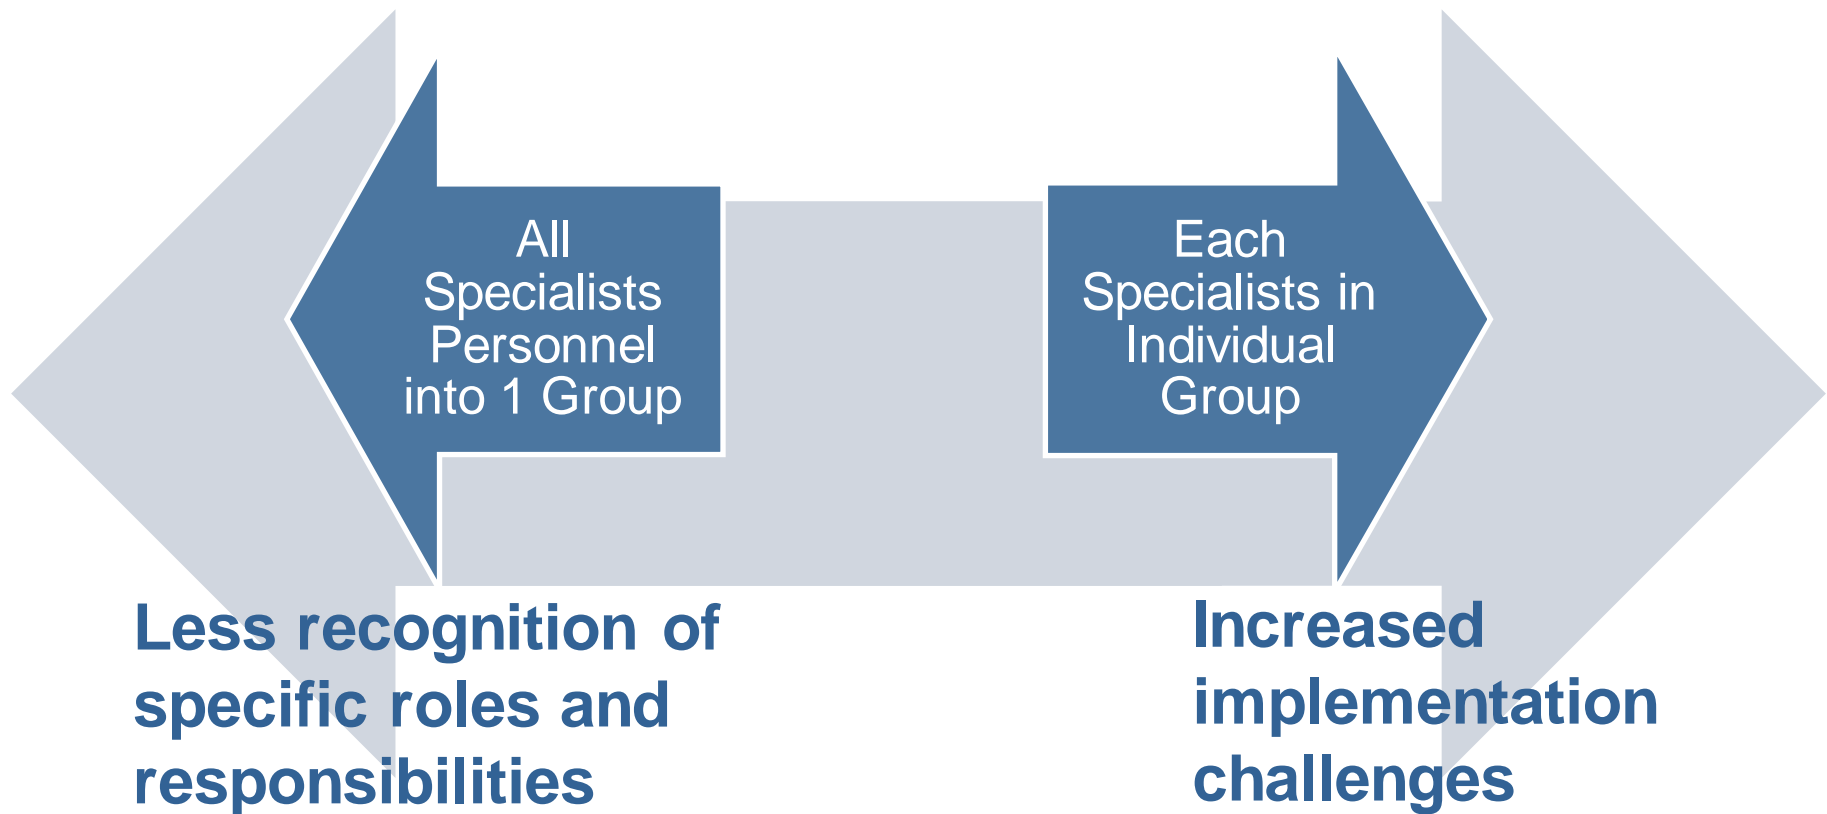 All
Specialists
Personnel
into 1 Group
Each
Specialists in
Individual
Group
Less recognition of
specific roles and
responsibilities
Increased
implementation
challenges